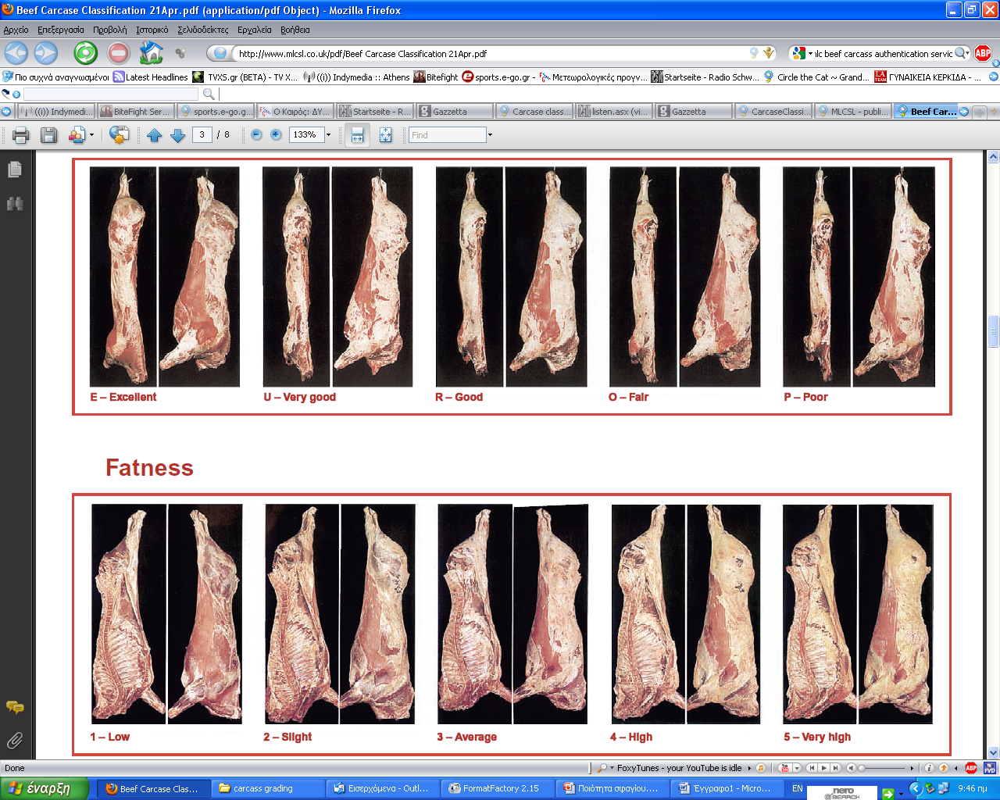 Beef Carcase Classification 21Apr.pdf (application/pdf Object) - Mozilla Firefox
Αρχείο Επεξεργασία Προβολή Ιστορικό Σελιδοδείκτες Εργαλεία Βοήθεια
http://www.mlcsl.co.uk/pdf/Beef Carcase Classification 21Apr.pdf
beef carcass authentication servic
ABP
Πιο συχνά αναγνωσμένοι Latest Headlines TVXS.gr (BETA) - TV X... ((i)) Indymedia :: Athens Bitefight sports.e-go.gr - Μετεωρολογικές προγν... Startseite - Radio Schw... Circle the Cat ~ Grand... ΓΥΝΑΙΚΕΙΑ ΚΕΡΚΙΔΑ - ...
((i)) Indymedi... BiteFight Ser... sports.e-go.g... Ο Καιρός: ΔΥ... Startseite - R... Gazzetta Carcase class... listen.asx (vi... Gazzetta CarcaseClassi... MLCSL - publi... Beef Car...
3 / 8 133% Find
E – Excellent U – Very good R – Good O – Fair P – Poor
Fatness
1 – Low 2 – Slight 3 – Average 4 – High 5 – Very high
Done FoxyTunes - your YouTube is idle ABP FVD
έναρξη Beef Carcase Clas... carcass grading Εισερχόμενα - Outl... FormatFactory 2.15 Ποιότητα σφαγίου.... Έγγραφο1 - Micro... EN nero SEARCH 9:46 πμ